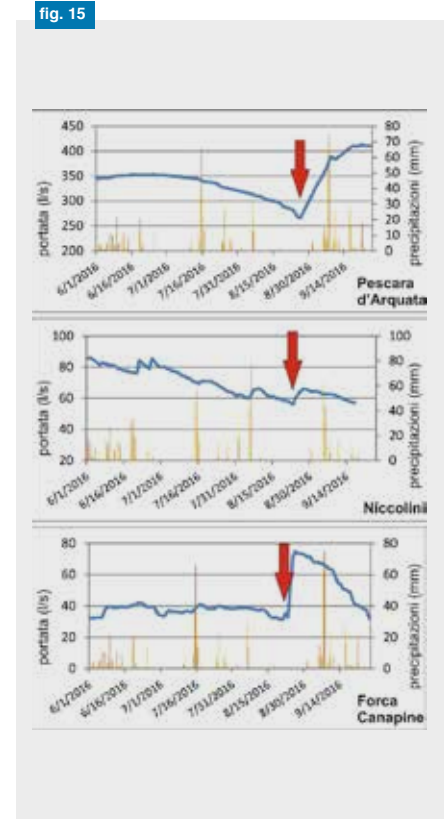 fig. 15
450 400 350 300 250 200
portata (l/s)
80 70 60 50 40 30 20 10 0
precipitazioni (mm)
6/1/2016 6/16/2016 7/1/2016 7/16/2016 7/31/2016 8/15/2016 8/30/2016 9/14/2016
Pescara
d'Arquata
100 80 60 40 20
portata (l/s)
100 80 60 40 20 0
precipitazioni (mm)
6/1/2016 6/16/2016 7/1/2016 7/16/2016 7/31/2016 8/15/2016 8/30/2016 9/14/2016
Niccolini
80 60 40 20 0
portata (l/s)
80 60 40 20 0
precipitazioni (mm)
6/1/2016 6/16/2016 7/1/2016 7/16/2016 7/31/2016 8/15/2016 8/30/2016 9/14/2016
Forca
Canapine